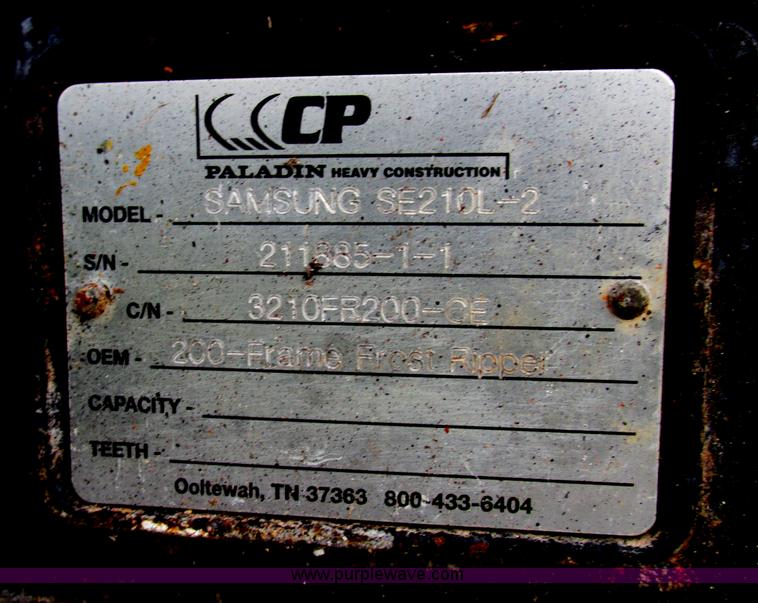 CP
PALADIN HEAVY CONSTRUCTION
MODEL - SAMSUNG SE210L-2
S/N - 211885-1-1
C/N - 3210FR200-CE
OEM - 200-Frame Frost Ripper
CAPACITY -
TEETH -
Ooltewah, TN 37363 800-433-6404
www.purplewave.com